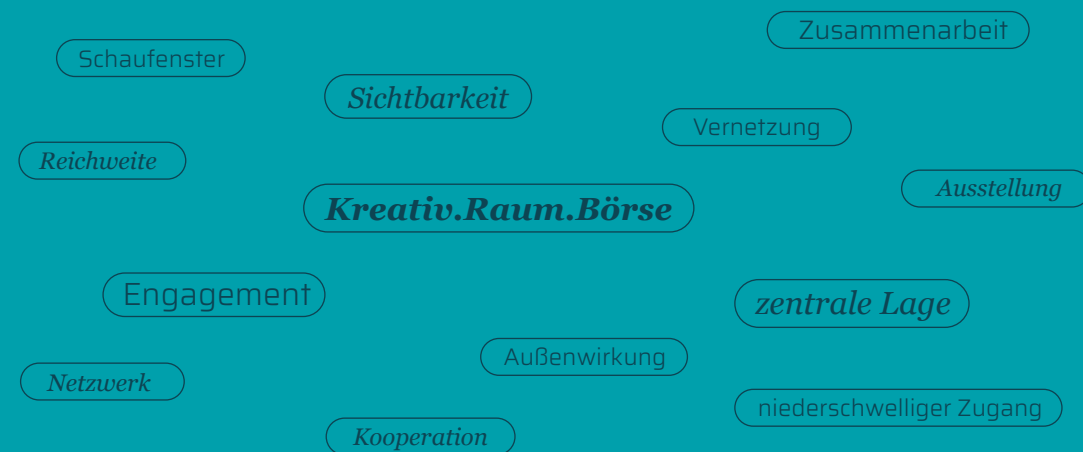 Zusammenarbeit
Schaufenster
Sichtbarkeit
Vernetzung
Reichweite
Ausstellung
Kreativ.Raum.Börse
Engagement
zentrale Lage
Außenwirkung
Netzwerk
niederschwelliger Zugang
Kooperation